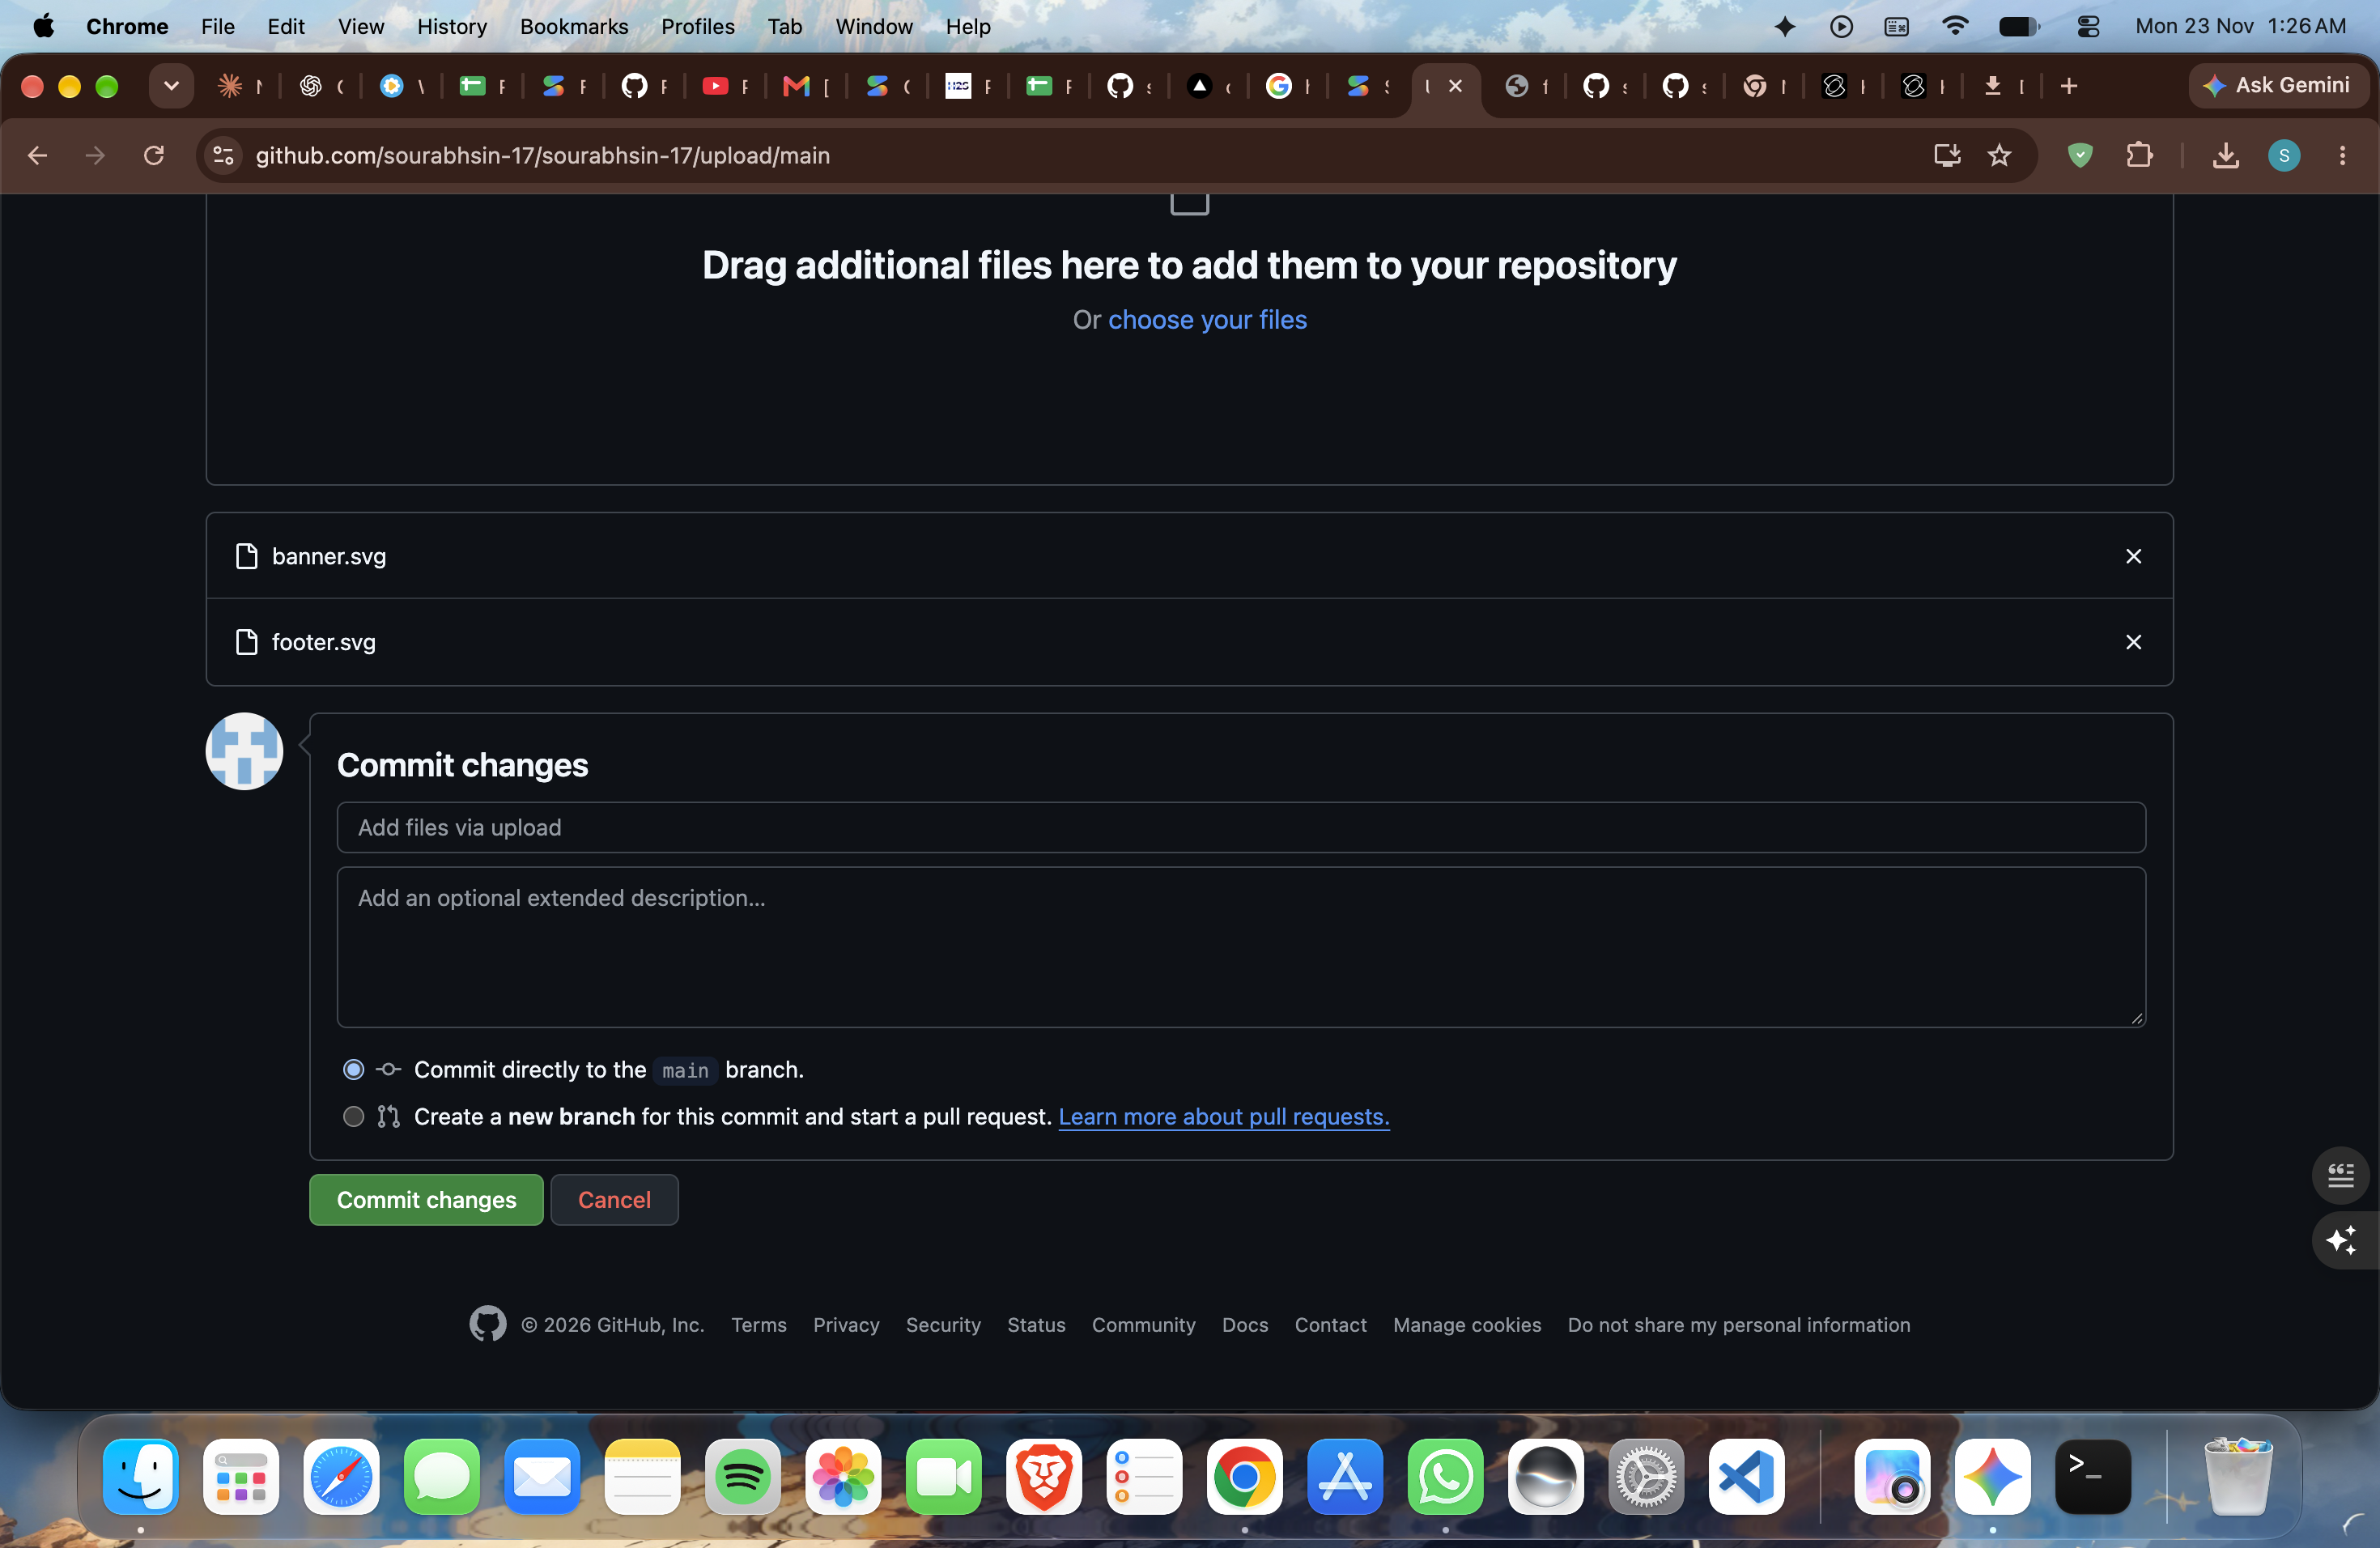 Chrome File Edit View History Bookmarks Profiles Tab Window Help Mon 23 Nov 1:26 AM
H2S Ask Gemini
github.com/sourabhsin-17/sourabhsin-17/upload/main S
Drag additional files here to add them to your repository
Or choose your files
banner.svg
footer.svg
Commit changes
Add files via upload
Add an optional extended description...
Commit directly to the main branch.
Create a new branch for this commit and start a pull request. Learn more about pull requests.
Commit changes Cancel
© 2026 GitHub, Inc. Terms Privacy Security Status Community Docs Contact Manage cookies Do not share my personal information